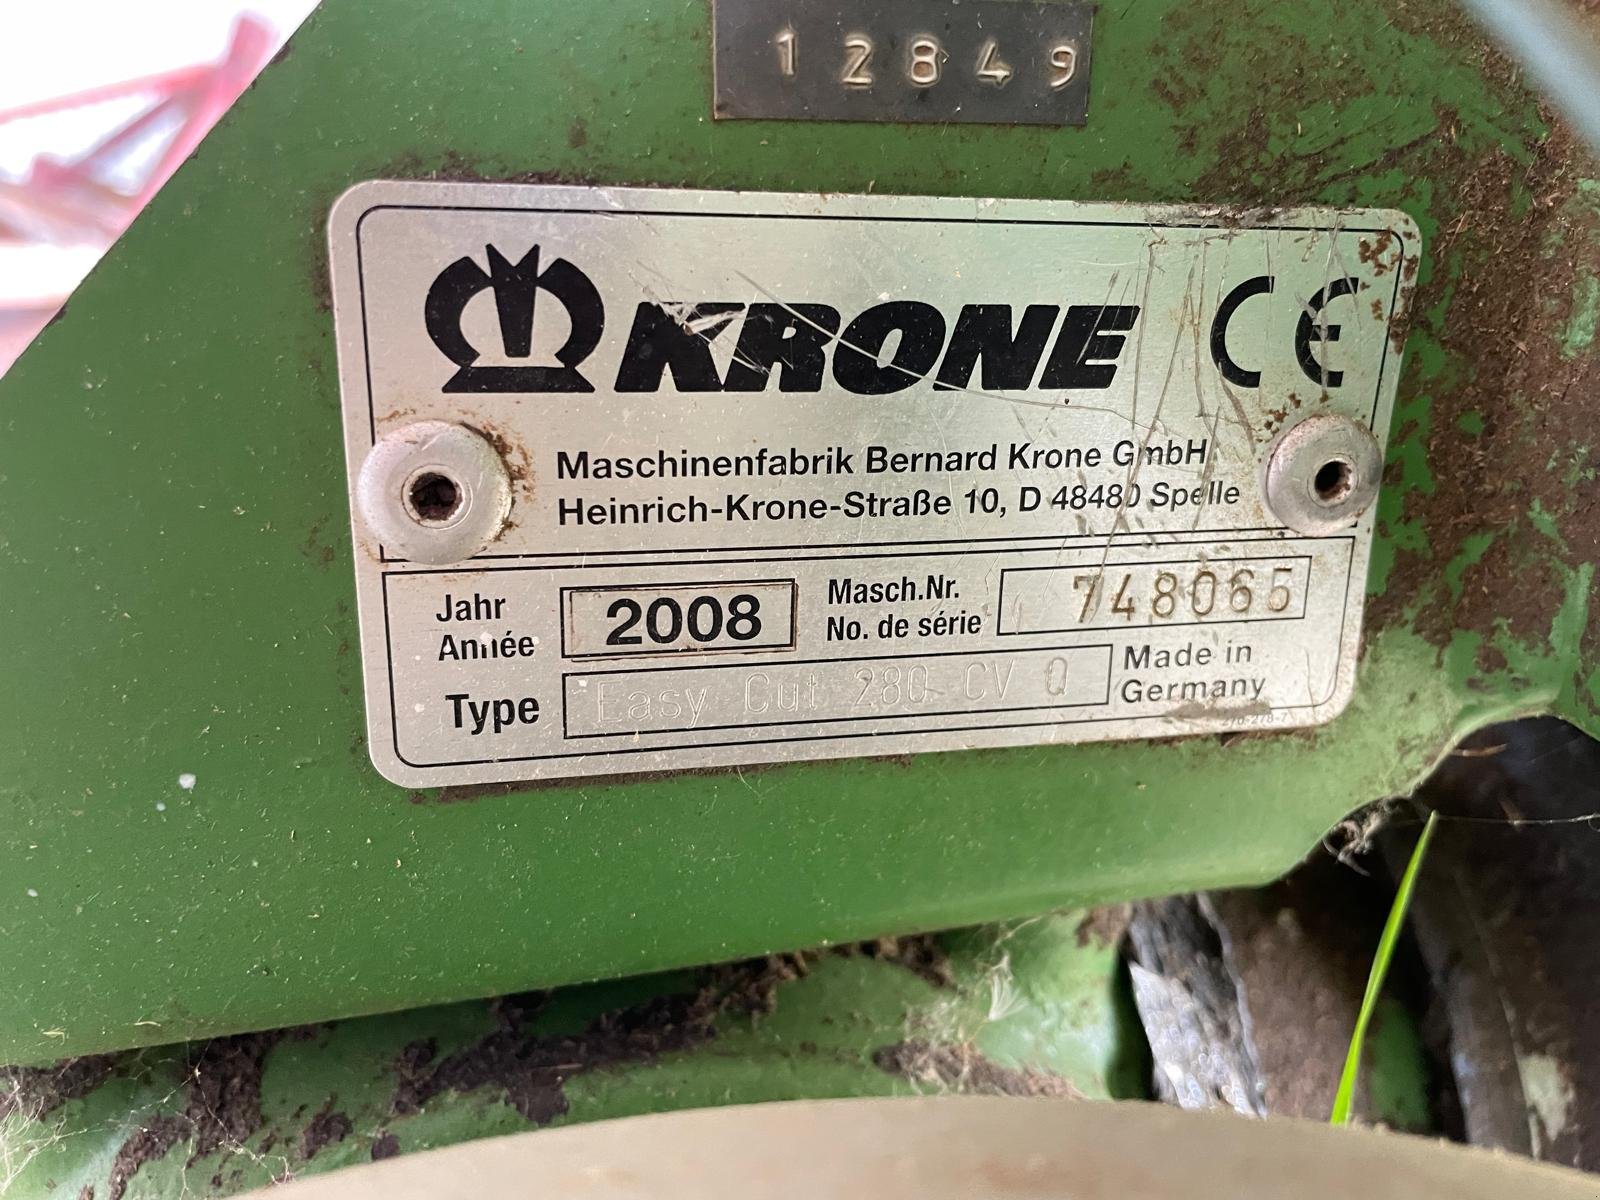 12849
KRONE CE
Maschinenfabrik Bernard Krone GmbH
Heinrich-Krone-Straße 10, D 48480 Spelle
Jahr
Année
2008
Masch.Nr.
No. de série
748065
Type
Easy Cut 280 CV Q
Made in
Germany